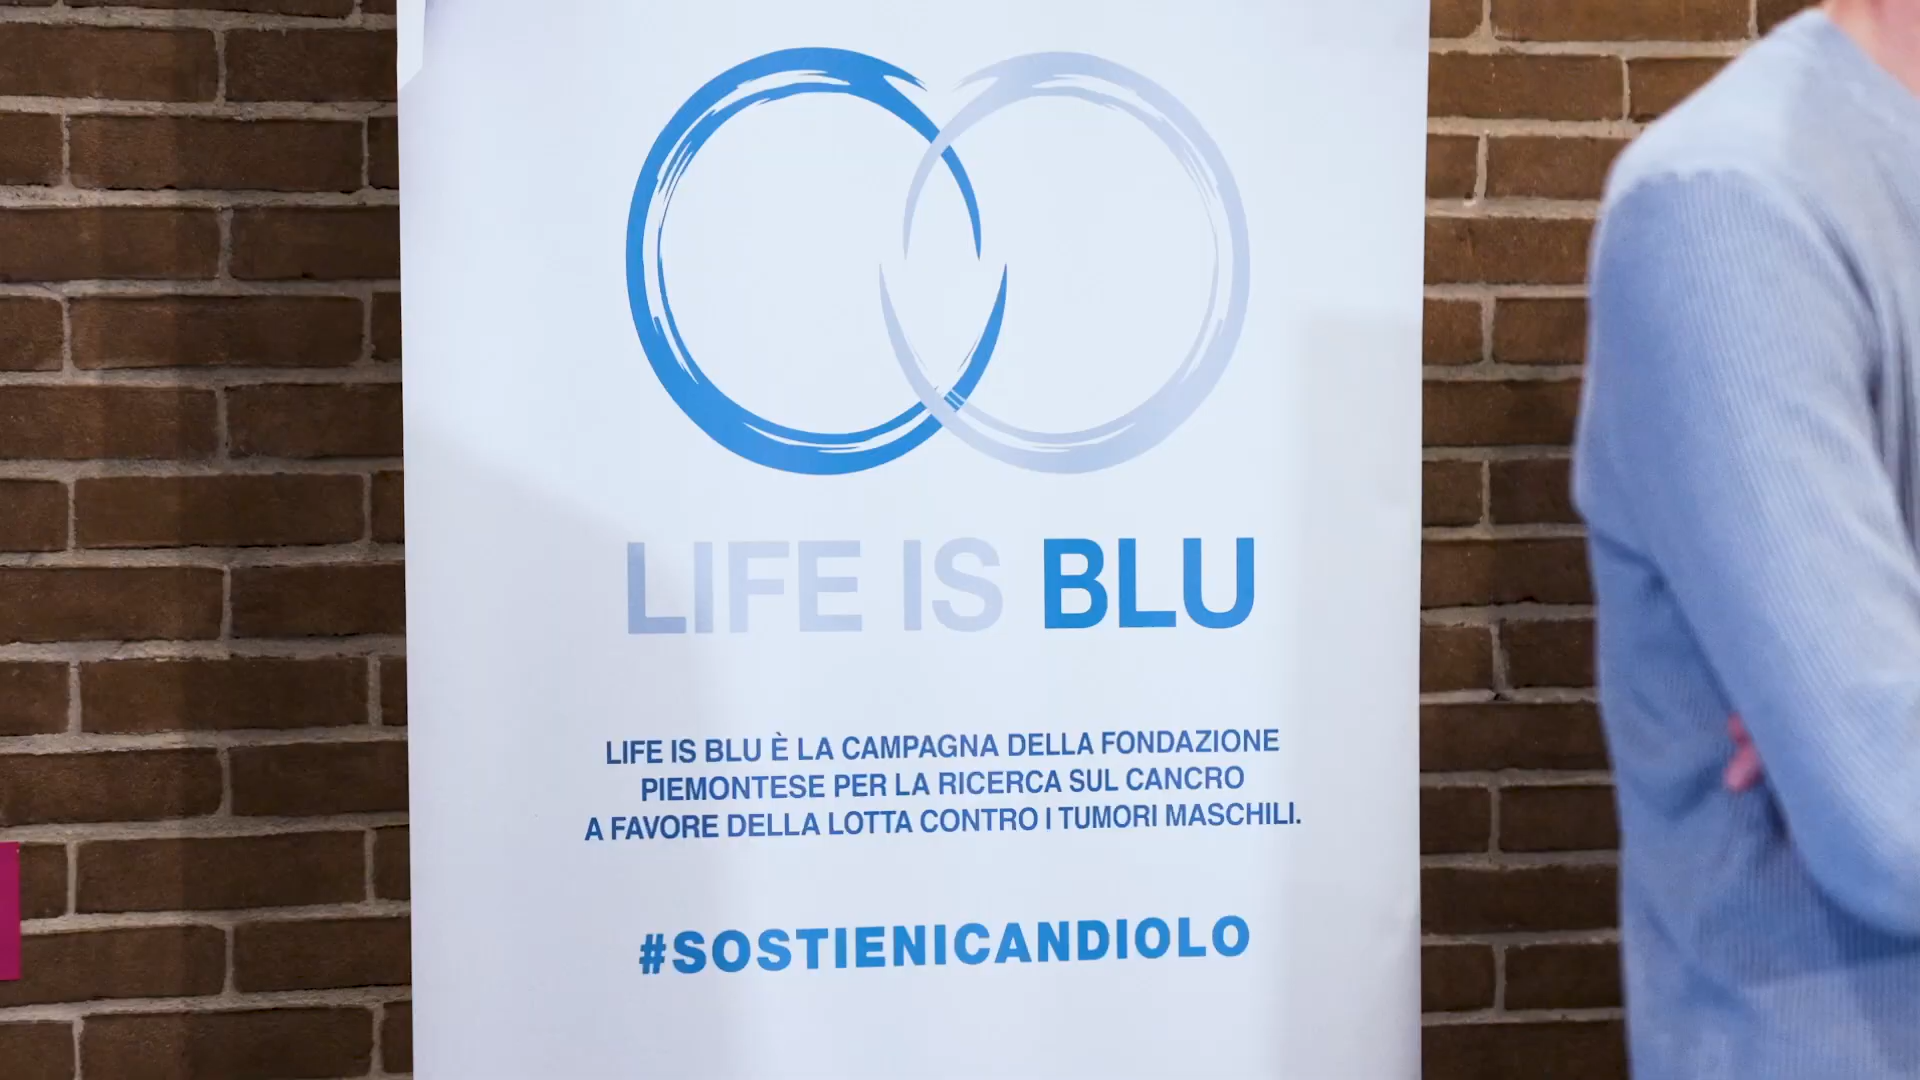 LIFE IS BLU
LIFE IS BLU È LA CAMPAGNA DELLA FONDAZIONE
PIEMONTESE PER LA RICERCA SUL CANCRO
A FAVORE DELLA LOTTA CONTRO I TUMORI MASCHILI.
#SOSTIENICANDIOLO